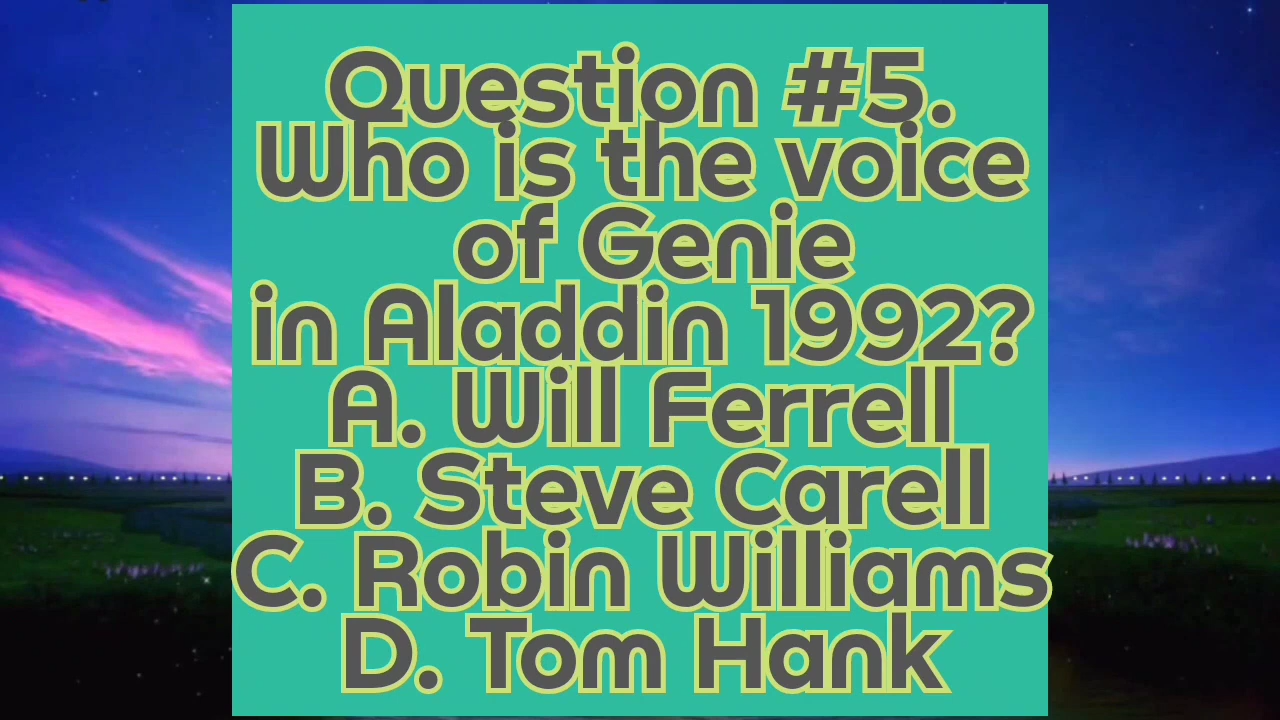 Question #5.
Who is the voice
of Genie
in Aladdin 1992?
A. Will Ferrell
B. Steve Carell
C. Robin Williams
D. Tom Hank